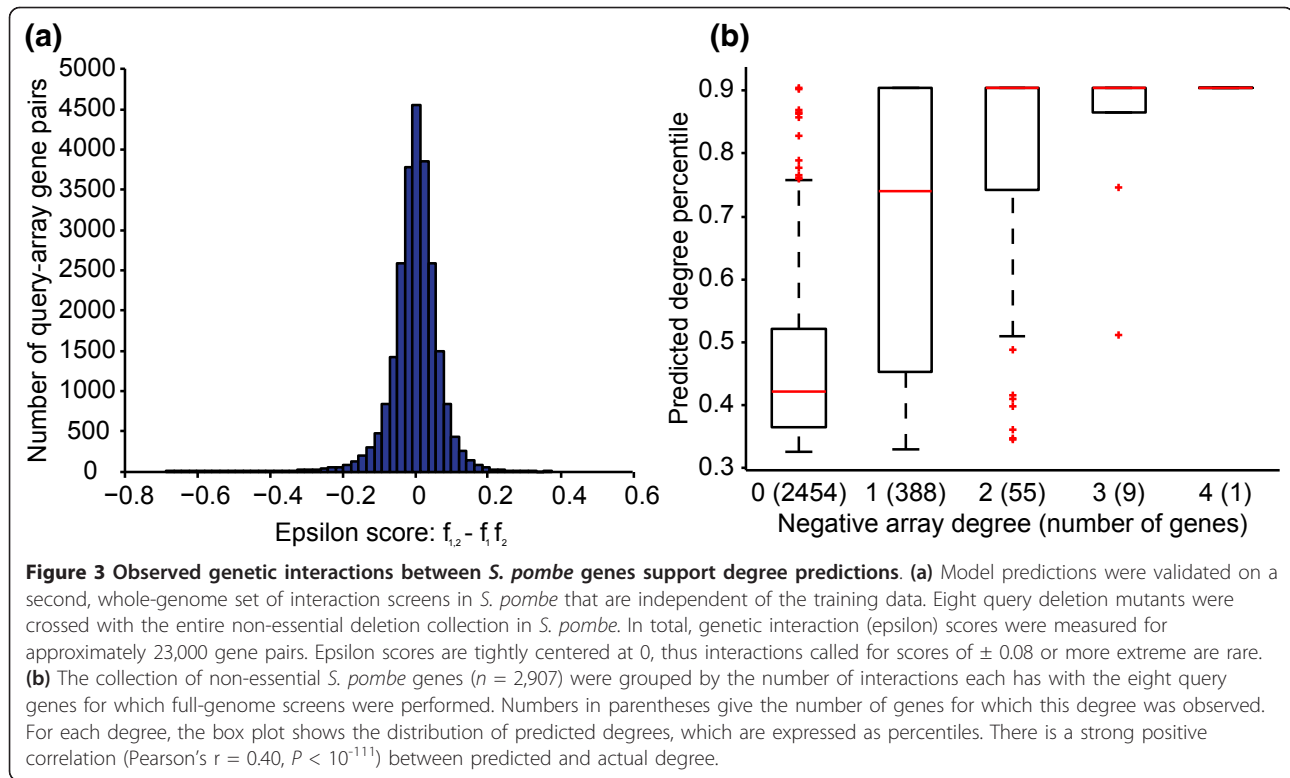 (a)
5000
4500
4000
3500
3000
2500
2000
1500
1000
500
0
Number of query-array gene pairs
−0.8 −0.6 −0.4 −0.2 0 0.2 0.4 0.6
Epsilon score: f1,2 - f1 f2
(b)
0.9
0.8
0.7
0.6
0.5
0.4
0.3
Predicted degree percentile
0 (2454) 1 (388) 2 (55) 3 (9) 4 (1)
Negative array degree (number of genes)
Figure 3 Observed genetic interactions between S. pombe genes support degree predictions. (a) Model predictions were validated on a
second, whole-genome set of interaction screens in S. pombe that are independent of the training data. Eight query deletion mutants were
crossed with the entire non-essential deletion collection in S. pombe. In total, genetic interaction (epsilon) scores were measured for
approximately 23,000 gene pairs. Epsilon scores are tightly centered at 0, thus interactions called for scores of ± 0.08 or more extreme are rare.
(b) The collection of non-essential S. pombe genes (n = 2,907) were grouped by the number of interactions each has with the eight query
genes for which full-genome screens were performed. Numbers in parentheses give the number of genes for which this degree was observed.
For each degree, the box plot shows the distribution of predicted degrees, which are expressed as percentiles. There is a strong positive
correlation (Pearson's r = 0.40, P < 10^-111) between predicted and actual degree.